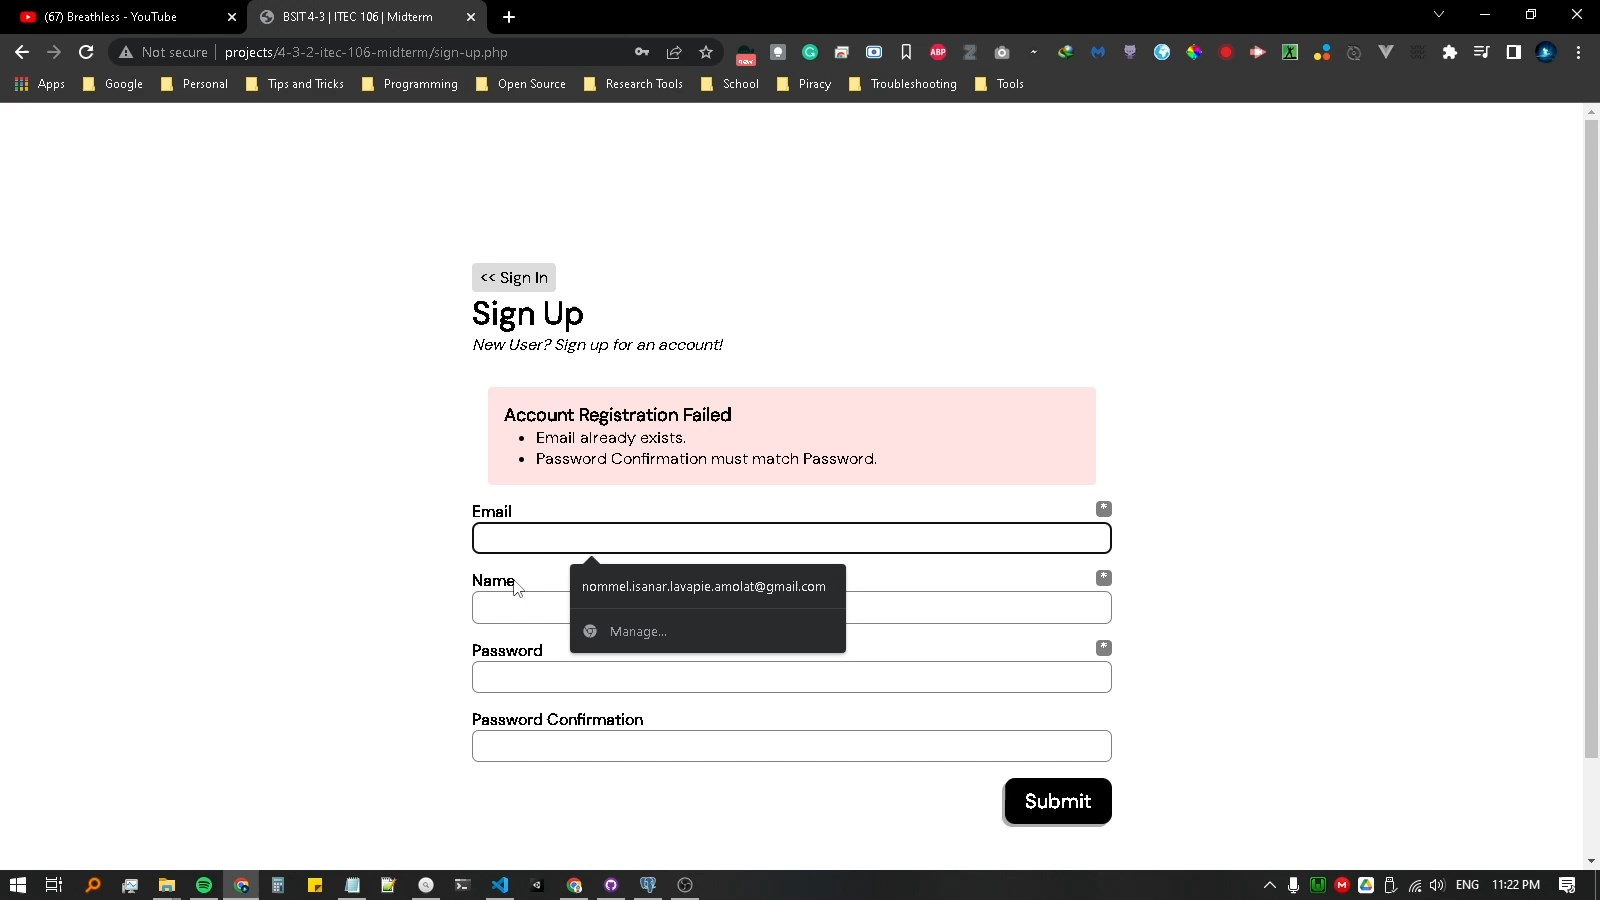 (67) Breathless - YouTube
BSIT 4-3 | ITEC 106 | Midterm
Not secure
projects/4-3-2-itec-106-midterm/sign-up.php
new
ABP
Apps
Google
Personal
Tips and Tricks
Programming
Open Source
Research Tools
School
Piracy
Troubleshooting
Tools
<< Sign In
Sign Up
New User? Sign up for an account!
Account Registration Failed
• Email already exists.
• Password Confirmation must match Password.
Email *
nommel.isanar.lavapie.amolat@gmail.com
Manage...
Name *
Password *
Password Confirmation
Submit
ENG
11:22 PM